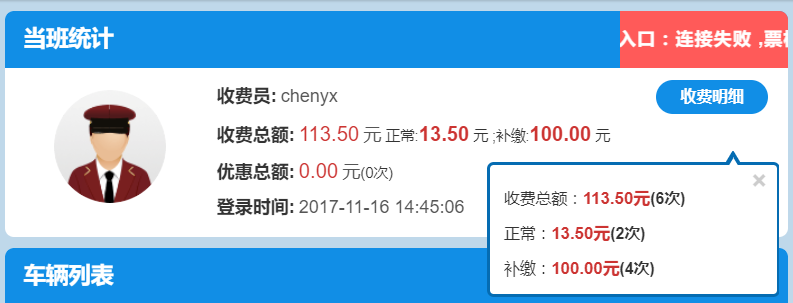 当班统计
入口：连接失败 ,票
收费员: chenyx
收费明细
收费总额: 113.50 元 正常:13.50 元 ;补缴:100.00 元
优惠总额: 0.00 元(0次)
登录时间: 2017-11-16 14:45:06
×
收费总额：113.50元(6次)
正常：13.50元(2次)
补缴：100.00元(4次)
车辆列表